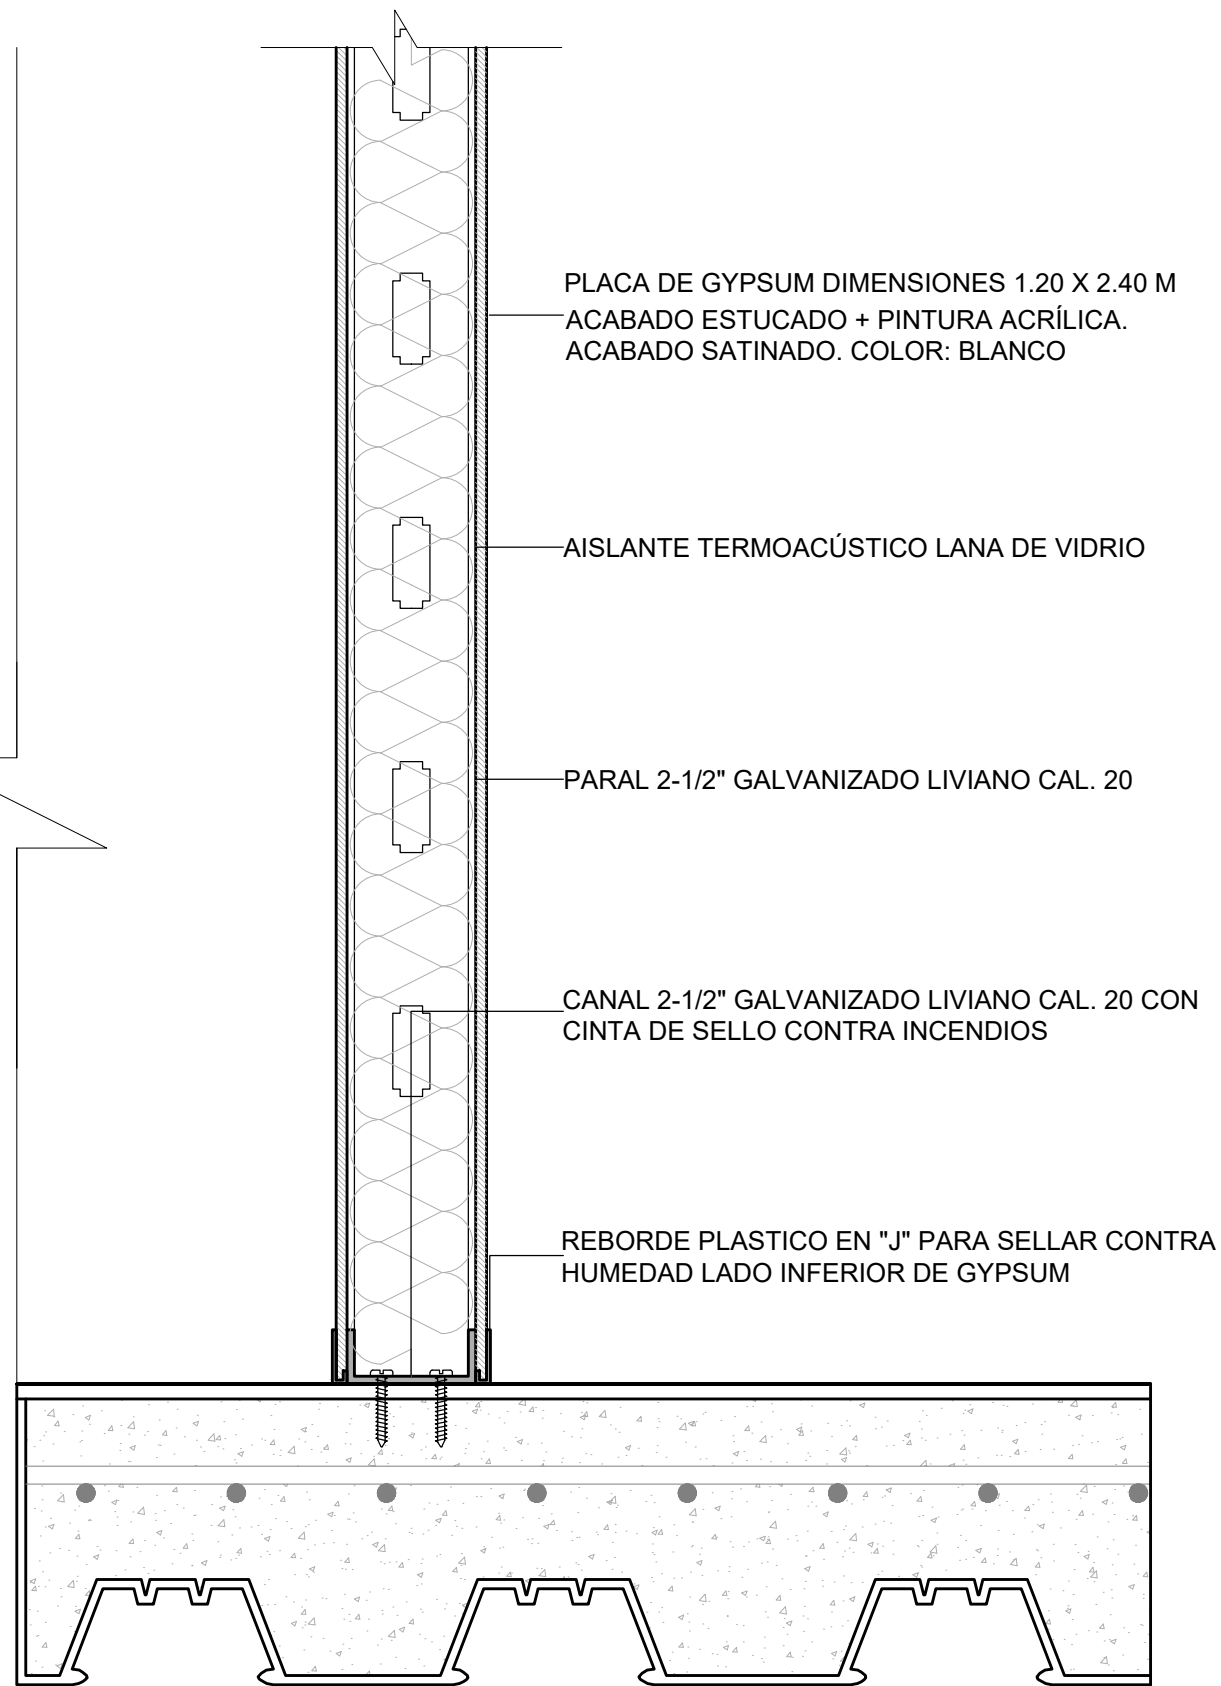 PLACA DE GYPSUM DIMENSIONES 1.20 X 2.40 M
ACABADO ESTUCADO + PINTURA ACRÍLICA.
ACABADO SATINADO. COLOR: BLANCO
AISLANTE TERMOACÚSTICO LANA DE VIDRIO
PARAL 2-1/2" GALVANIZADO LIVIANO CAL. 20
CANAL 2-1/2" GALVANIZADO LIVIANO CAL. 20 CON
CINTA DE SELLO CONTRA INCENDIOS
REBORDE PLASTICO EN "J" PARA SELLAR CONTRA
HUMEDAD LADO INFERIOR DE GYPSUM